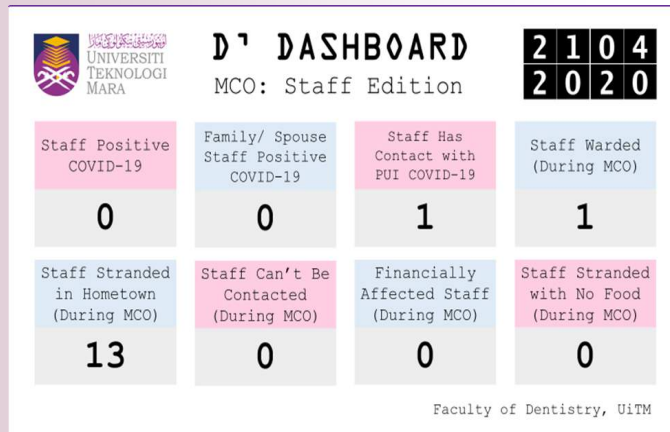 UNIVERSITI
TEKNOLOGI
MARA
D' DASHBOARD
MCO: Staff Edition
2104
2020
Staff Positive
COVID-19
0
Family/ Spouse
Staff Positive
COVID-19
0
Staff Has
Contact with
PUI COVID-19
1
Staff Warded
(During MCO)
1
Staff Stranded
in Hometown
(During MCO)
13
Staff Can't Be
Contacted
(During MCO)
0
Financially
Affected Staff
(During MCO)
0
Staff Stranded
with No Food
(During MCO)
0
Faculty of Dentistry, UiTM